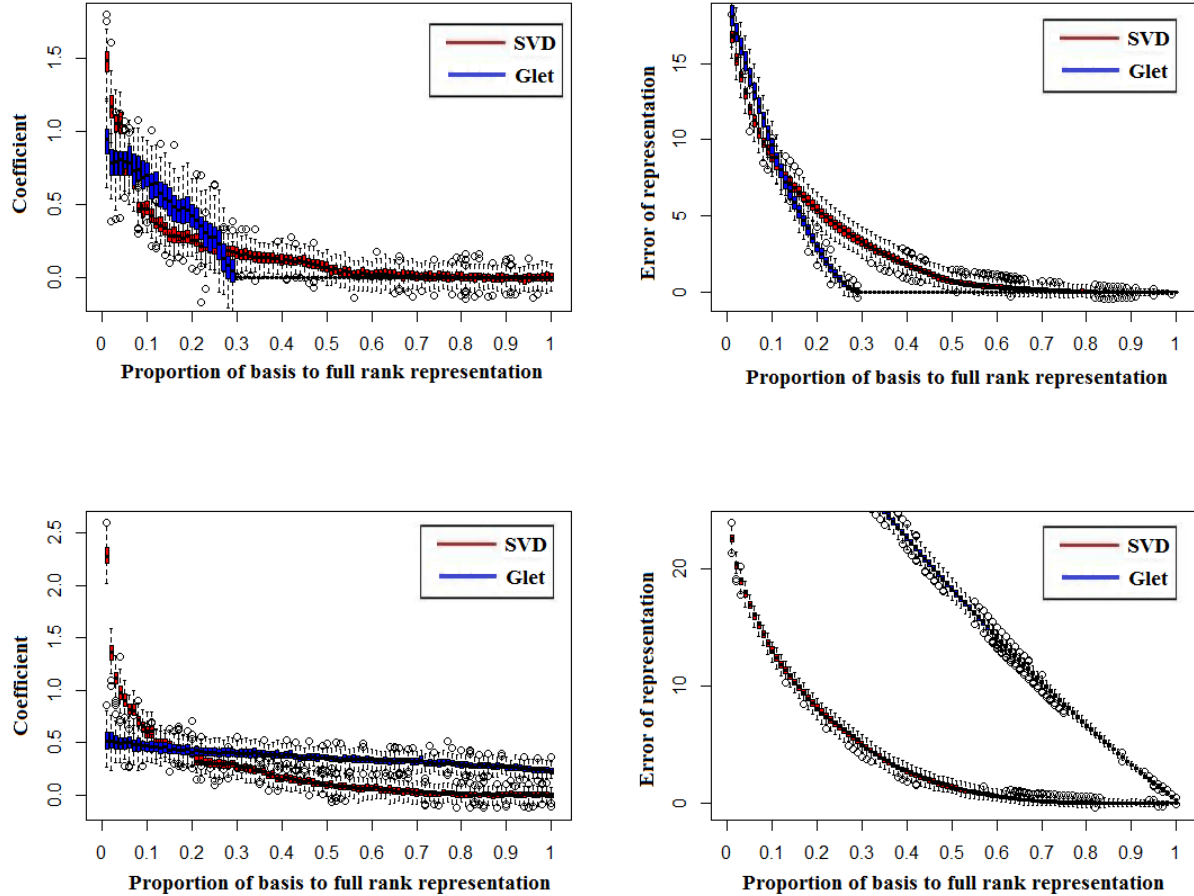 SVD
Glet
Coefficient
0.0 0.5 1.0 1.5
0 0.1 0.2 0.3 0.4 0.5 0.6 0.7 0.8 0.9 1
Proportion of basis to full rank representation
SVD
Glet
Error of representation
0 5 10 15
0 0.1 0.2 0.3 0.4 0.5 0.6 0.7 0.8 0.9 1
Proportion of basis to full rank representation
SVD
Glet
Coefficient
0.0 0.5 1.0 1.5 2.0 2.5
0 0.1 0.2 0.3 0.4 0.5 0.6 0.7 0.8 0.9 1
Proportion of basis to full rank representation
SVD
Glet
Error of representation
0 10 20
0 0.1 0.2 0.3 0.4 0.5 0.6 0.7 0.8 0.9 1
Proportion of basis to full rank representation